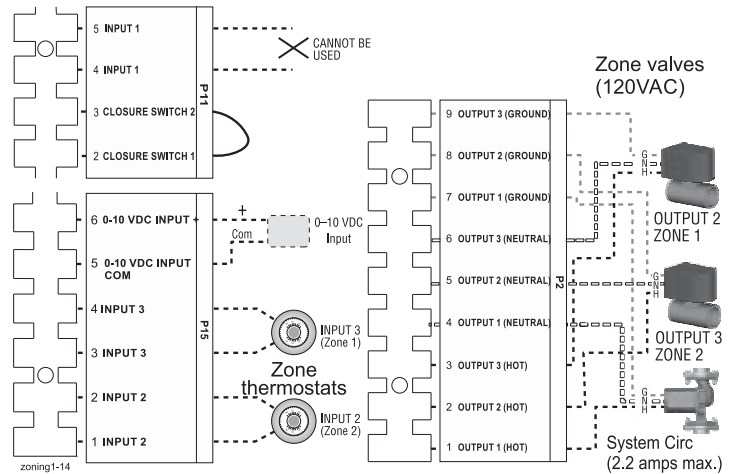 5 INPUT 1
4 INPUT 1
3 CLOSURE SWITCH 2
2 CLOSURE SWITCH 1
P11
CANNOT BE
USED
6 0-10 VDC INPUT +
5 0-10 VDC INPUT
COM
4 INPUT 3
3 INPUT 3
2 INPUT 2
1 INPUT 2
P15
+
Com
0–10 VDC
Input
INPUT 3
(Zone 1)
Zone
thermostats
INPUT 2
(Zone 2)
zoning1-14
9 OUTPUT 3 (GROUND)
8 OUTPUT 2 (GROUND)
7 OUTPUT 1 (GROUND)
6 OUTPUT 3 (NEUTRAL)
5 OUTPUT 2 (NEUTRAL)
4 OUTPUT 1 (NEUTRAL)
3 OUTPUT 3 (HOT)
2 OUTPUT 2 (HOT)
1 OUTPUT 1 (HOT)
P2
Zone valves
(120VAC)
G
N
H
OUTPUT 2
ZONE 1
G
N
H
OUTPUT 3
ZONE 2
G
N
H
System Circ
(2.2 amps max.)